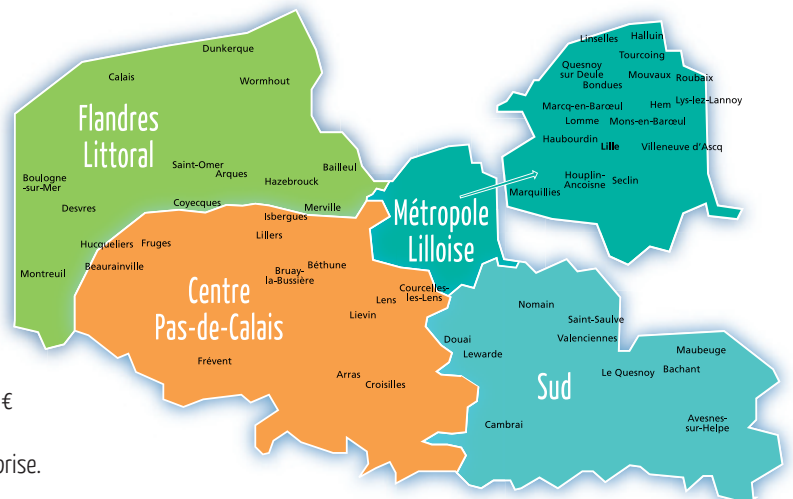 Dunkerque
Calais
Wormhout
Flandres
Littoral
Saint-Omer
Arques
Bailleul
Hazebrouck
Boulogne
-sur-Mer
Desvres
Coyecques
Merville
Montreuil
Isbergues
Lillers
Hucqueliers
Fruges
Beaurainville
Bruay-
la-Bussière
Béthune
Centre
Pas-de-Calais
Lens
Courcelles-
les-Lens
Lievin
Frévent
Arras
Croisilles
Métropole
Lilloise
Linselles
Halluin
Tourcoing
Quesnoy
sur Deule
Bondues
Mouvaux
Roubaix
Marcq-en-Barœul
Hem
Lys-lez-Lannoy
Lomme
Mons-en-Barœul
Haubourdin
Lille
Villeneuve d'Ascq
Houplin-
Ancoisne
Seclin
Marquillies
Nomain
Saint-Saulve
Valenciennes
Douai
Lewarde
Maubeuge
Le Quesnoy
Bachant
Sud
Cambrai
Avesnes-
sur-Helpe
€
prise.